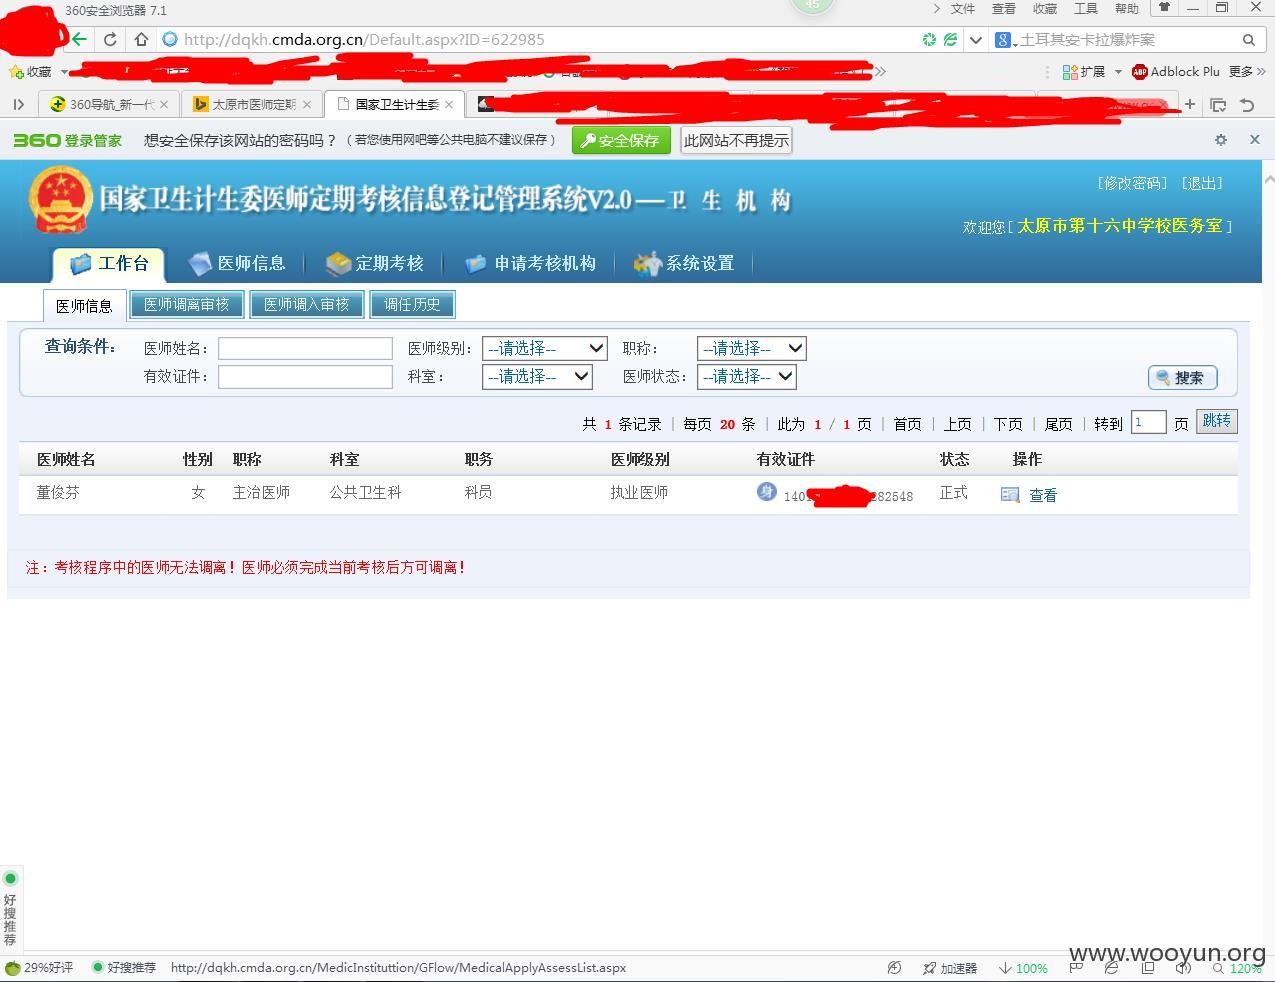 360安全浏览器 7.1
45
文件 查看 收藏 工具 帮助
http://dqkh.cmda.org.cn/Default.aspx?ID=622985
土耳其安卡拉爆炸案
收藏
扩展 Adblock Plu 更多 »
360导航_新一代 太原市医师定期 国家卫生计生委
360 登录管家 想安全保存该网站的密码吗？（若您使用网吧等公共电脑不建议保存） 安全保存 此网站不再提示
国家卫生计生委医师定期考核信息登记管理系统V2.0—卫 生 机 构
[修改密码] [退出]
欢迎您[ 太原市第十六中学校医务室 ]
工作台 医师信息 定期考核 申请考核机构 系统设置
医师信息 医师调离审核 医师调入审核 调任历史
查询条件： 医师姓名： 医师级别： --请选择-- 职称： --请选择--
有效证件： 科室： --请选择-- 医师状态： --请选择-- 搜索
共 1 条记录 | 每页 20 条 | 此为 1 / 1 页 | 首页 | 上页 | 下页 | 尾页 | 转到 1 页 跳转
医师姓名 性别 职称 科室 职务 医师级别 有效证件 状态 操作
董俊芬 女 主治医师 公共卫生科 科员 执业医师 身 140 282548 正式 查看
注：考核程序中的医师无法调离！医师必须完成当前考核后方可调离！
好搜推荐
www.wooyun.org
29%好评 好搜推荐 http://dqkh.cmda.org.cn/MedicInstituttion/GFlow/MedicalApplyAssessList.aspx 加速器 100% 120%